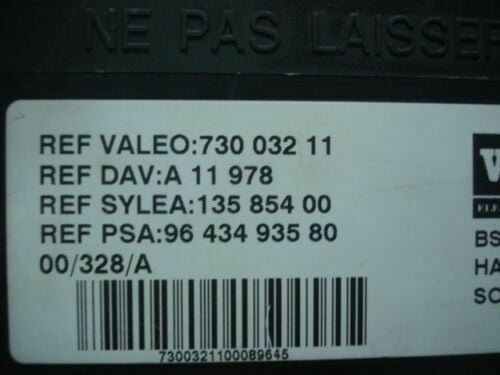 NE PAS LAISSER
REF VALEO:730 032 11
REF DAV:A 11 978
REF SYLEA:135 854 00
REF PSA:96 434 935 80
00/328/A
7300321100089645
V
ELE
BS
HA
SC